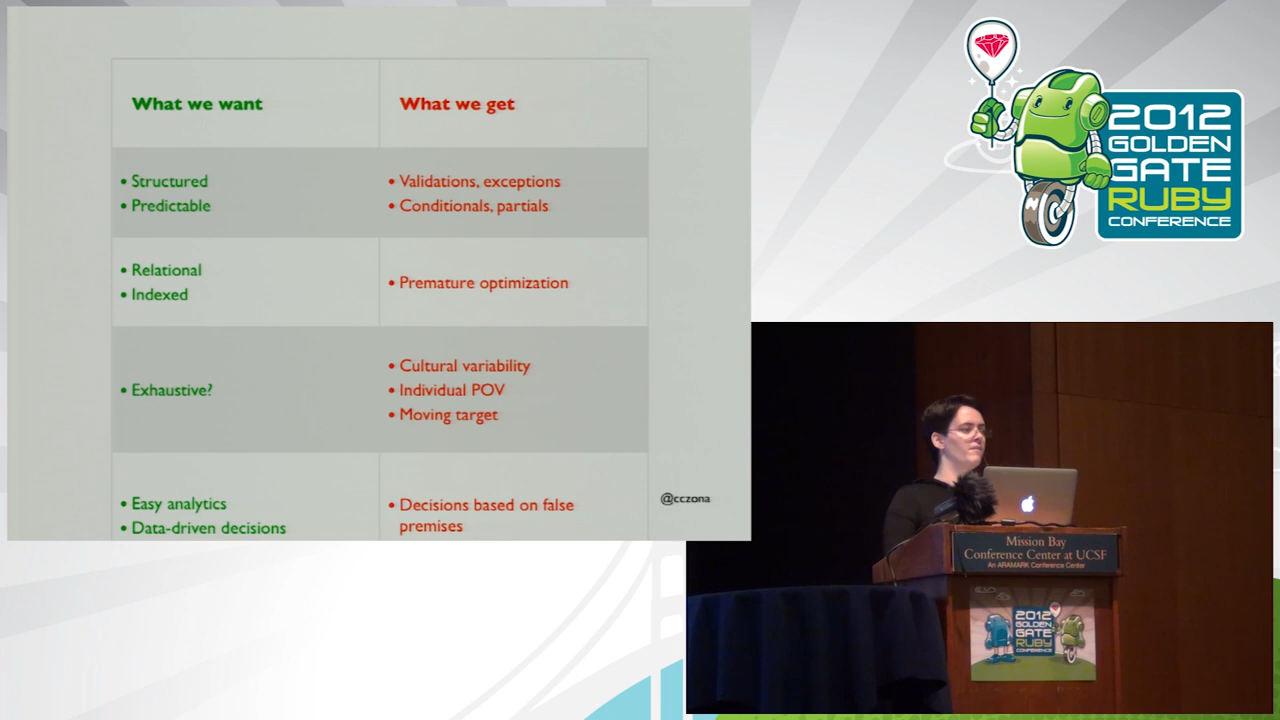 What we want
What we get
• Structured
• Predictable
• Validations, exceptions
• Conditionals, partials
• Relational
• Indexed
• Premature optimization
• Exhaustive?
• Cultural variability
• Individual POV
• Moving target
• Easy analytics
• Data-driven decisions
• Decisions based on false
premises
@cczona
2012
GOLDEN
GATE
RUBY
CONFERENCE
Mission Bay
Conference Center at UCSF
An ARAMARK Conference Center
2012
GOLDEN
GATE
RUBY
CONFERENCE